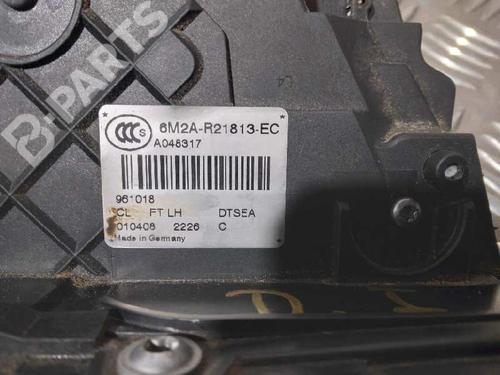 B-PARTS
CCC S 6M2A-R21813-EC
A048317
961018
CL FT LH DTSEA
010408 2226 C
Made in Germany